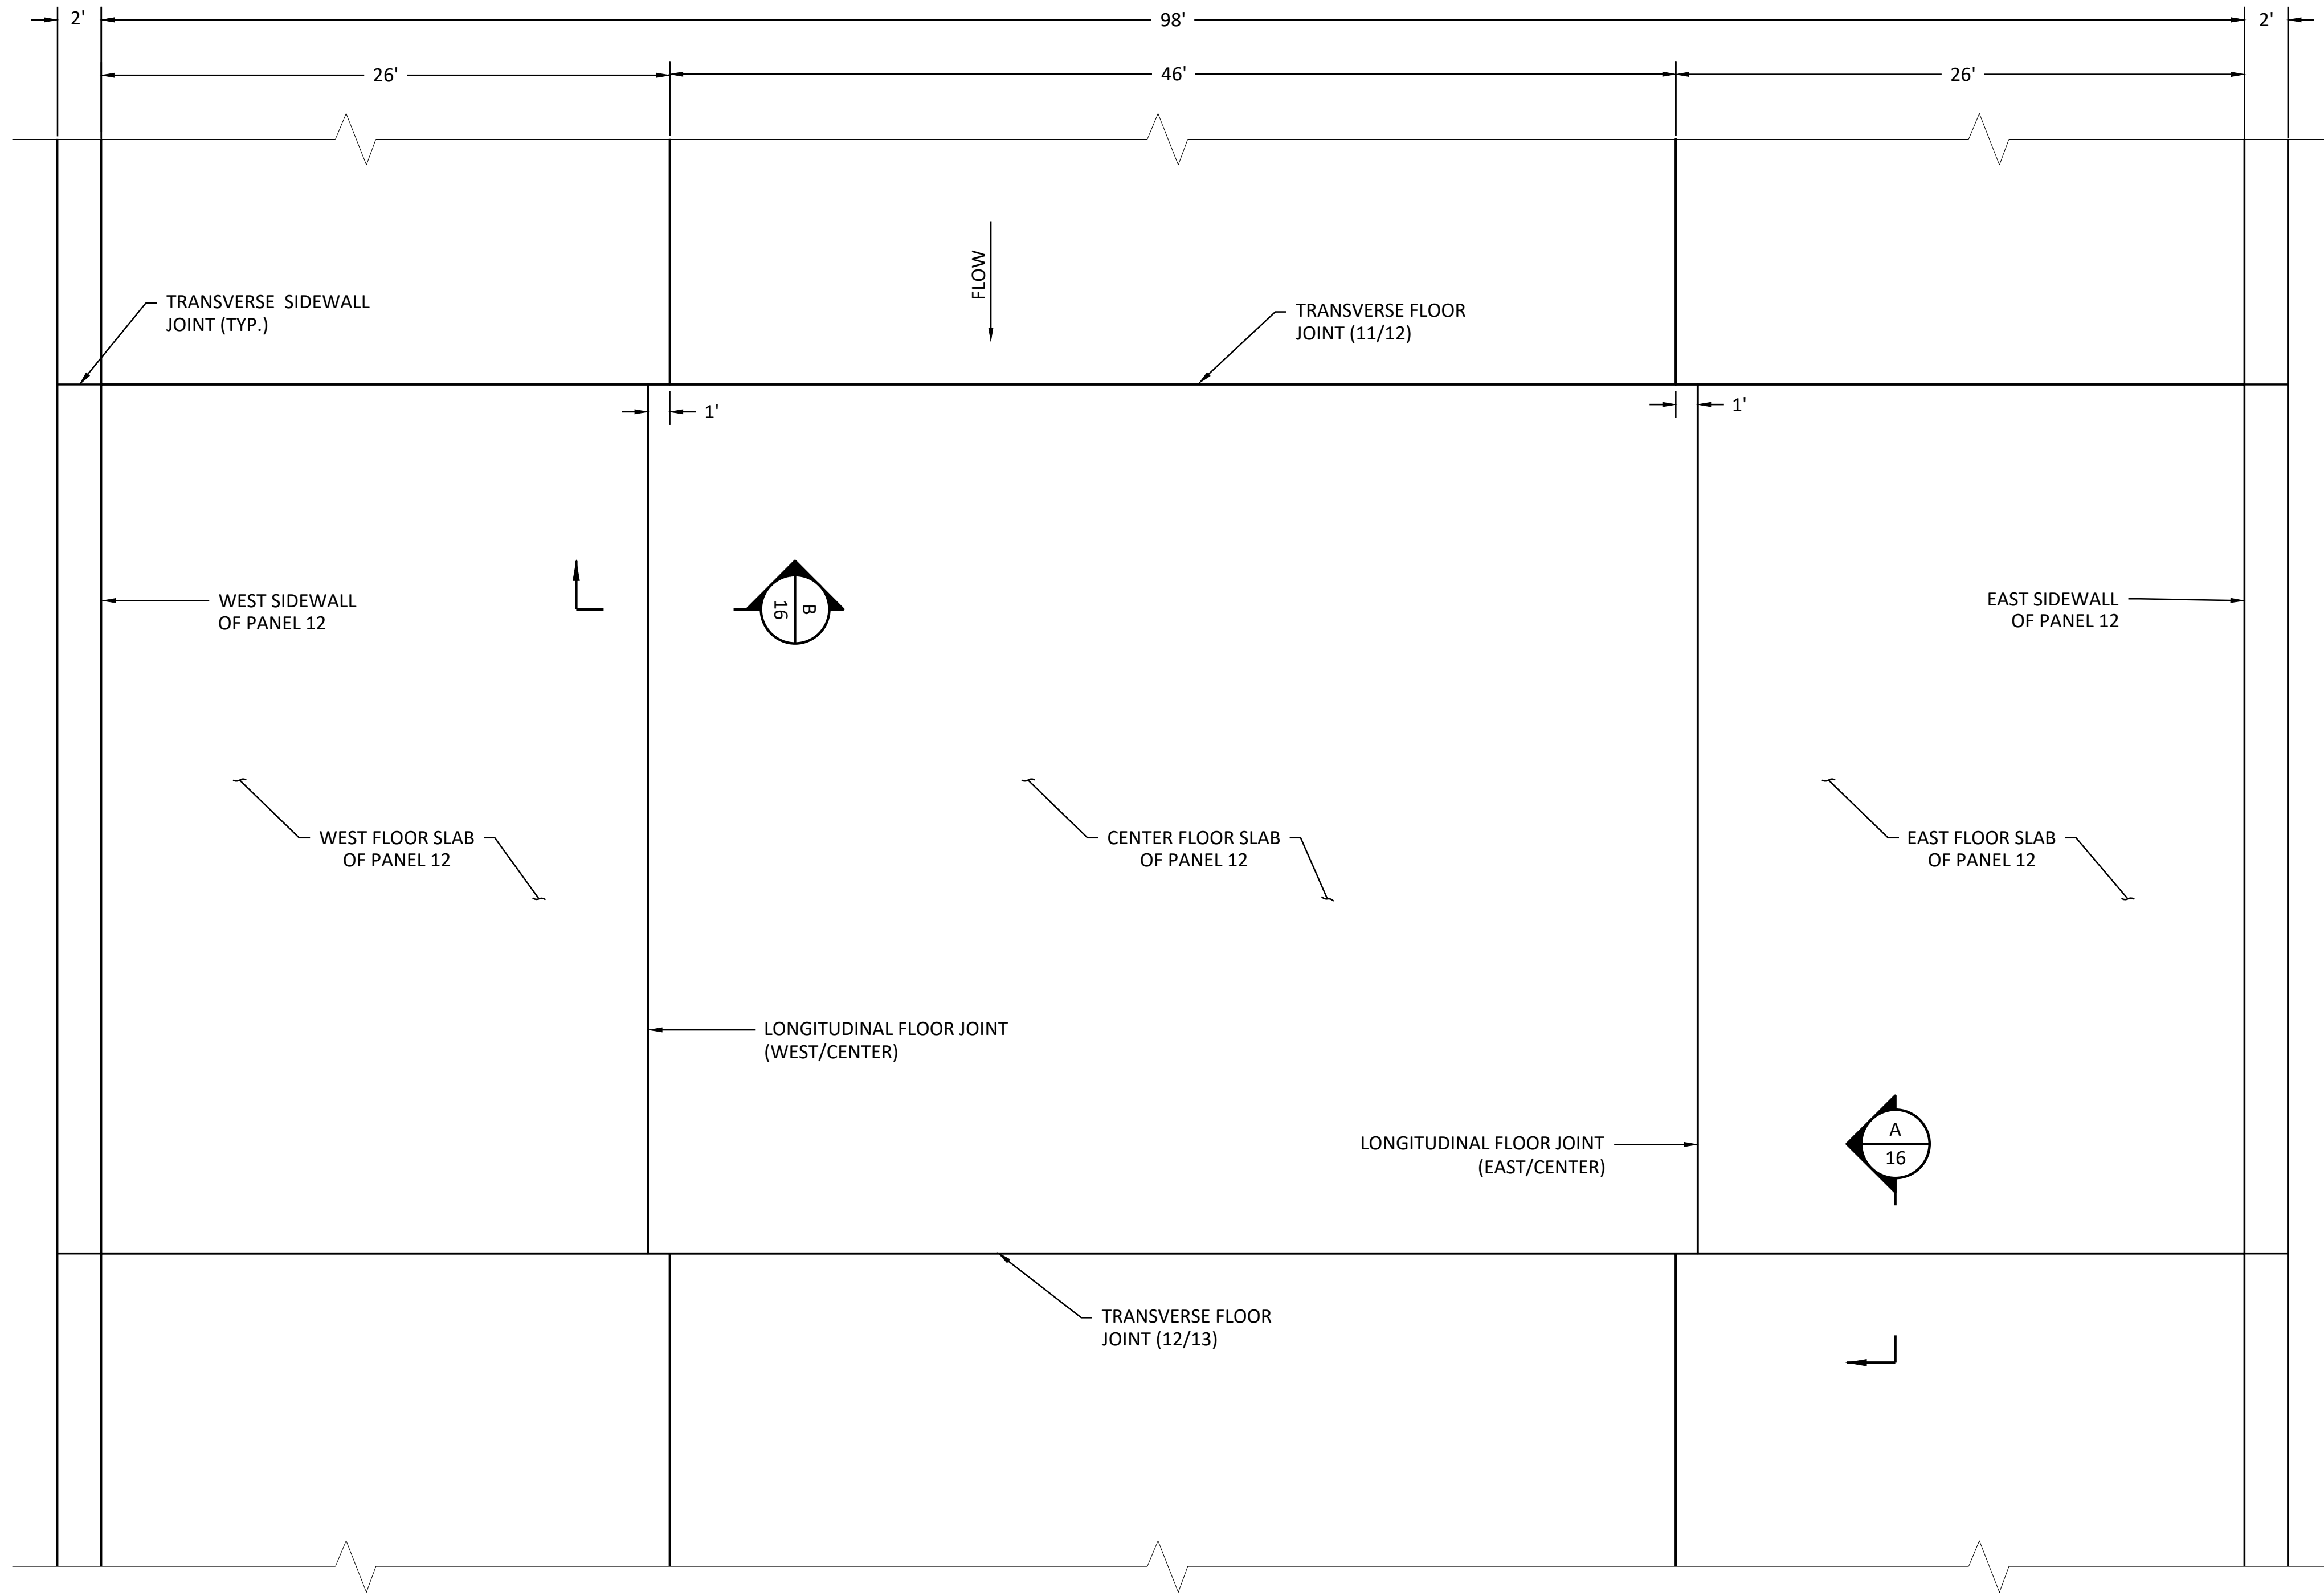 2'
98'
2'
26'
46'
26'
FLOW
TRANSVERSE SIDEWALL
JOINT (TYP.)
TRANSVERSE FLOOR
JOINT (11/12)
1'
1'
WEST SIDEWALL
OF PANEL 12
B
16
EAST SIDEWALL
OF PANEL 12
WEST FLOOR SLAB
OF PANEL 12
CENTER FLOOR SLAB
OF PANEL 12
EAST FLOOR SLAB
OF PANEL 12
LONGITUDINAL FLOOR JOINT
(WEST/CENTER)
LONGITUDINAL FLOOR JOINT
(EAST/CENTER)
A
16
TRANSVERSE FLOOR
JOINT (12/13)